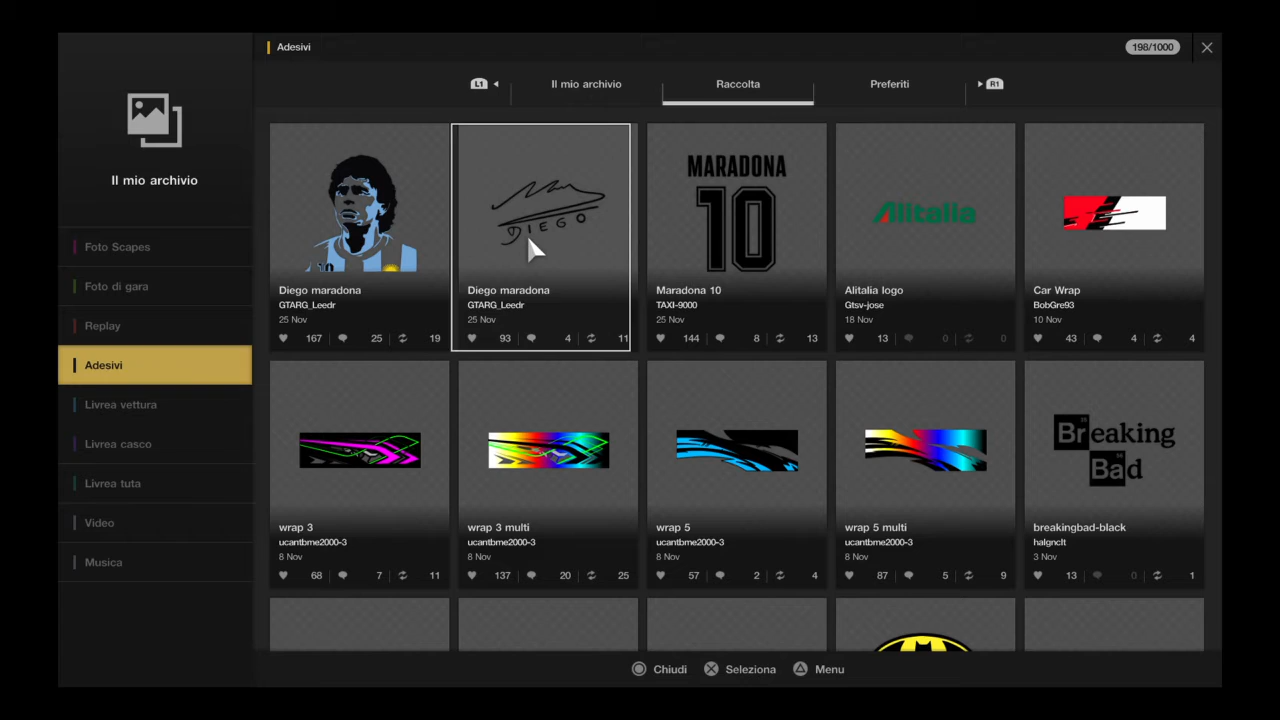 Adesivi
198/1000
L1
Il mio archivio
Raccolta
Preferiti
R1
Il mio archivio
Foto Scapes
Foto di gara
Replay
Adesivi
Livrea vettura
Livrea casco
Livrea tuta
Video
Musica
10
Diego maradona
GTARG_Leedr
25 Nov
167 25 19
DIEGO
Diego maradona
GTARG_Leedr
25 Nov
93 4 11
MARADONA
10
Maradona 10
TAXI-9000
25 Nov
144 8 13
Alitalia
Alitalia logo
Gtsv-jose
18 Nov
13 0 0
Car Wrap
BobGre93
10 Nov
43 4 4
wrap 3
ucantbme2000-3
8 Nov
68 7 11
wrap 3 multi
ucantbme2000-3
8 Nov
137 20 25
wrap 5
ucantbme2000-3
8 Nov
57 2 4
wrap 5 multi
ucantbme2000-3
8 Nov
87 5 9
Breaking
Bad
breakingbad-black
halgnclt
3 Nov
13 0 1
Chiudi Seleziona Menu